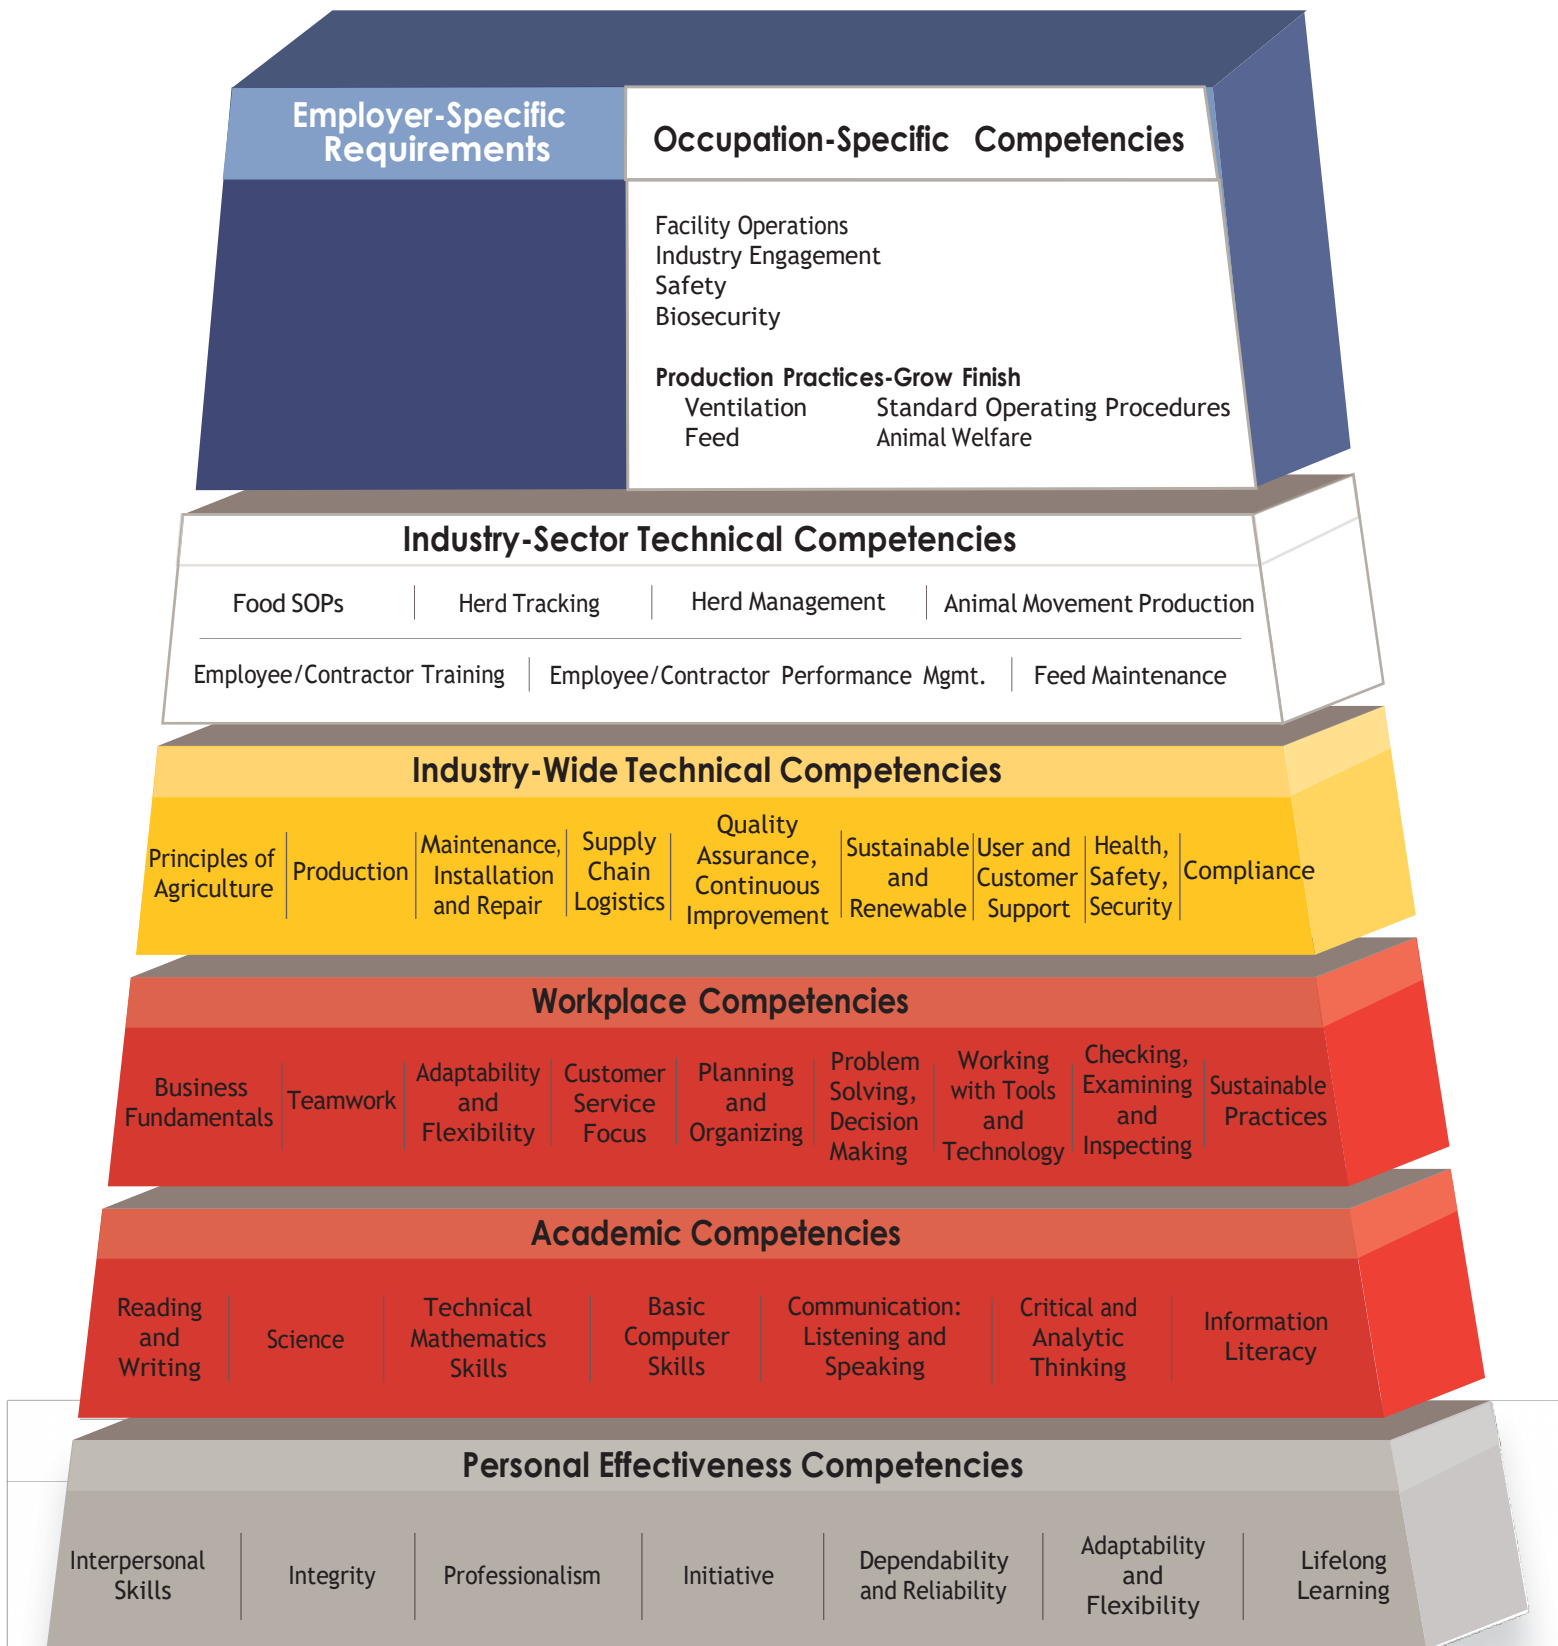 Employer-Specific
Requirements
Occupation-Specific Competencies
Facility Operations
Industry Engagement
Safety
Biosecurity
Production Practices-Grow Finish
Ventilation Standard Operating Procedures
Feed Animal Welfare
Industry-Sector Technical Competencies
Food SOPs Herd Tracking Herd Management Animal Movement Production
Employee/Contractor Training Employee/Contractor Performance Mgmt. Feed Maintenance
Industry-Wide Technical Competencies
Principles of
Agriculture
Production
Maintenance,
Installation
and Repair
Supply
Chain
Logistics
Quality
Assurance,
Continuous
Improvement
Sustainable
and
Renewable
User and
Customer
Support
Health,
Safety,
Security
Compliance
Workplace Competencies
Business
Fundamentals
Teamwork
Adaptability
and
Flexibility
Customer
Service
Focus
Planning
and
Organizing
Problem
Solving,
Decision
Making
Working
with Tools
and
Technology
Checking,
Examining
and
Inspecting
Sustainable
Practices
Academic Competencies
Reading
and
Writing
Science
Technical
Mathematics
Skills
Basic
Computer
Skills
Communication:
Listening and
Speaking
Critical and
Analytic
Thinking
Information
Literacy
Personal Effectiveness Competencies
Interpersonal
Skills
Integrity
Professionalism
Initiative
Dependability
and Reliability
Adaptability
and
Flexibility
Lifelong
Learning